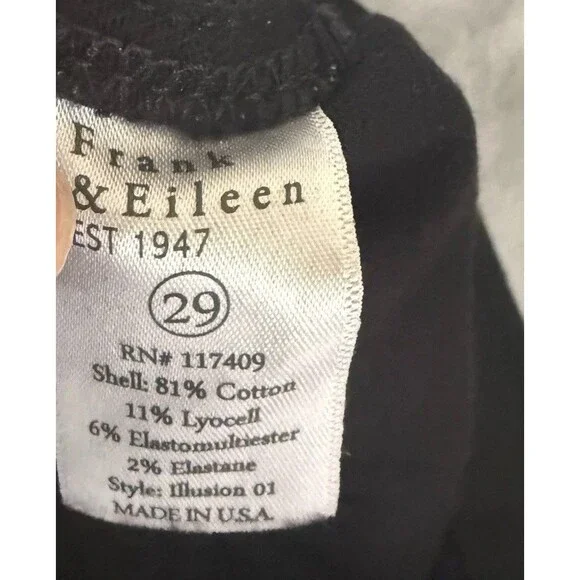 Frank
& Eileen
EST 1947
29
RN# 117409
Shell: 81% Cotton
11% Lyocell
6% Elastomultiester
2% Elastane
Style: Illusion 01
MADE IN U.S.A.